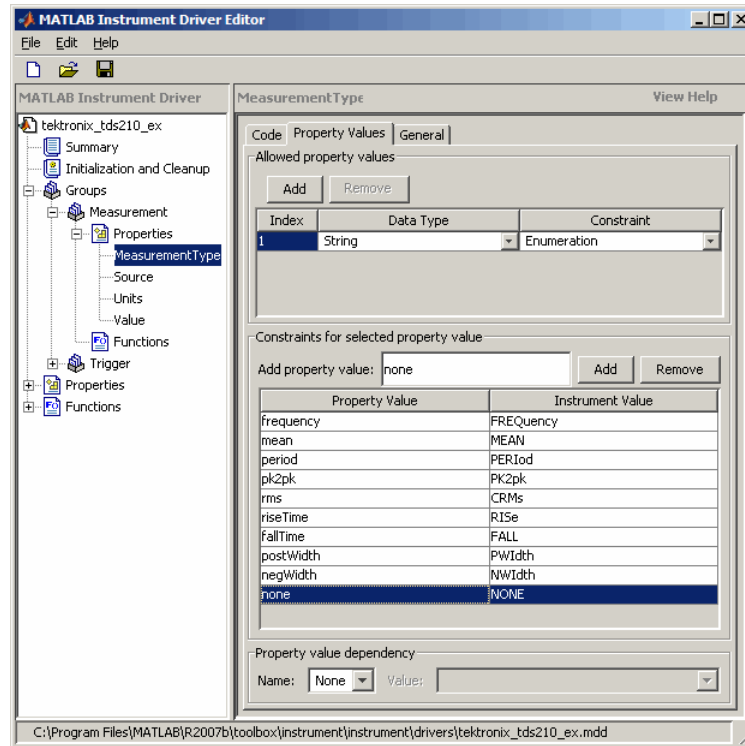 MATLAB Instrument Driver Editor
File Edit Help
MATLAB Instrument Driver
MeasurementType
View Help
tektronix_tds210_ex
Summary
Initialization and Cleanup
Groups
Measurement
Properties
MeasurementType
Source
Units
Value
Functions
Trigger
Properties
Functions
Code Property Values General
Allowed property values
Add Remove
Index Data Type Constraint
1 String Enumeration
Constraints for selected property value
Add property value: none Add Remove
Property Value Instrument Value
frequency FREQuency
mean MEAN
period PERIod
pk2pk PK2pk
rms CRMs
riseTime RISe
fallTime FALL
postWidth PWIdth
negWidth NWIdth
none NONE
Property value dependency
Name: None Value:
C:\Program Files\MATLAB\R2007b\toolbox\instrument\instrument\drivers\tektronix_tds210_ex.mdd